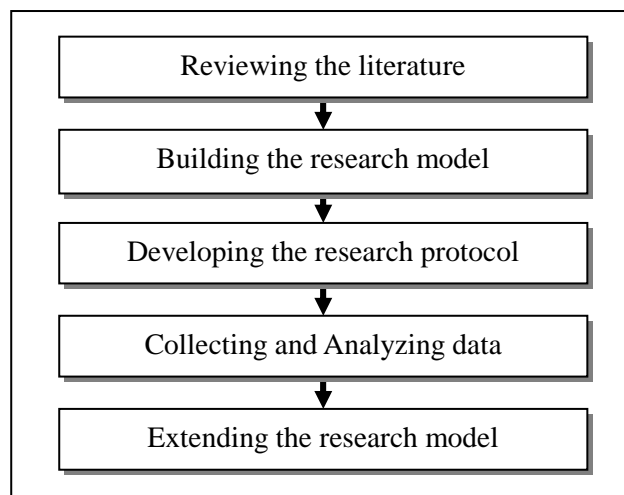 Reviewing the literature
Building the research model
Developing the research protocol
Collecting and Analyzing data
Extending the research model